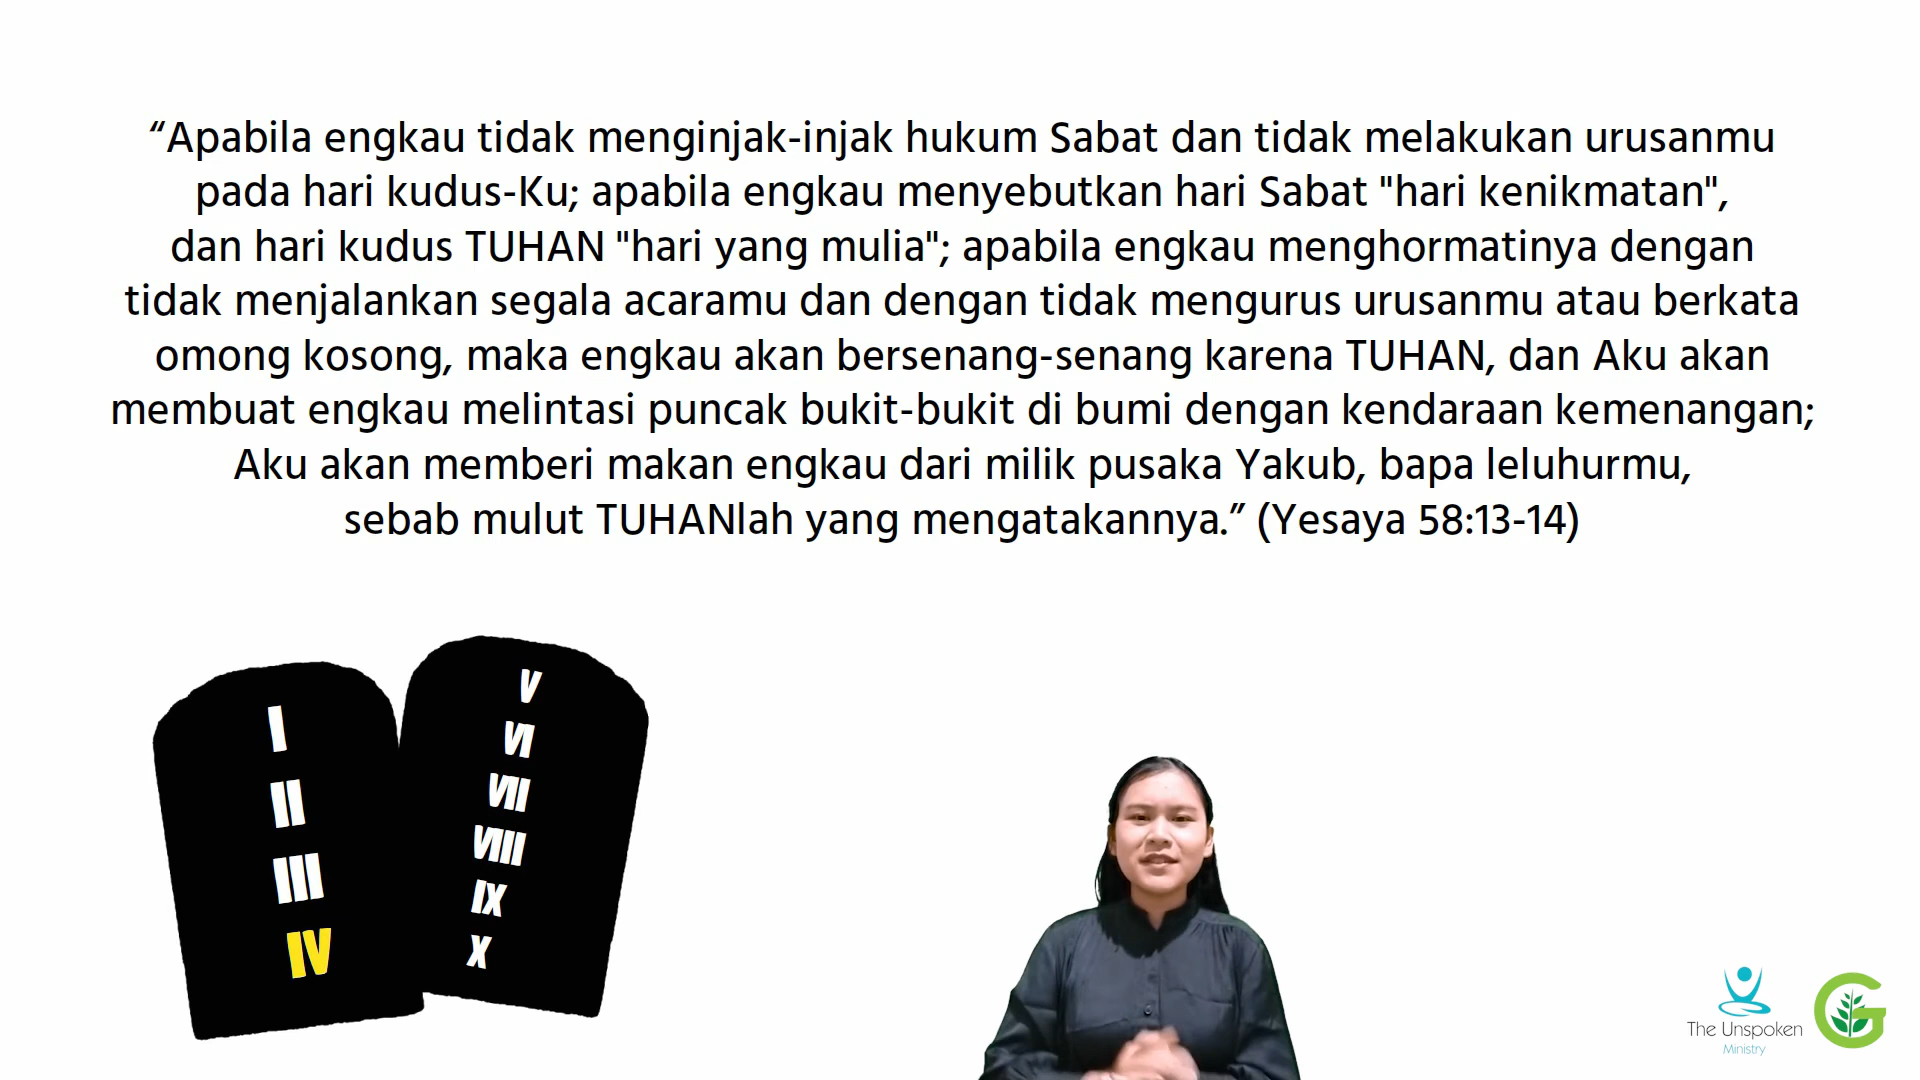 “Apabila engkau tidak menginjak-injak hukum Sabat dan tidak melakukan urusanmu
pada hari kudus-Ku; apabila engkau menyebutkan hari Sabat "hari kenikmatan",
dan hari kudus TUHAN "hari yang mulia"; apabila engkau menghormatinya dengan
tidak menjalankan segala acaramu dan dengan tidak mengurus urusanmu atau berkata
omong kosong, maka engkau akan bersenang-senang karena TUHAN, dan Aku akan
membuat engkau melintasi puncak bukit-bukit di bumi dengan kendaraan kemenangan;
Aku akan memberi makan engkau dari milik pusaka Yakub, bapa leluhurmu,
sebab mulut TUHANlah yang mengatakannya.” (Yesaya 58:13-14)
I
II
III
IV
V
VI
VII
VIII
IX
X
The Unspoken
Ministry
G